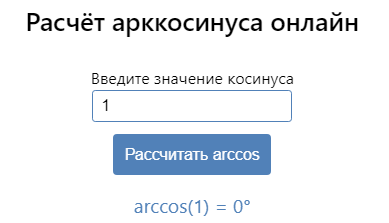 Расчёт арккосинуса онлайн
Введите значение косинуса
1
Рассчитать arccos
arccos(1) = 0°